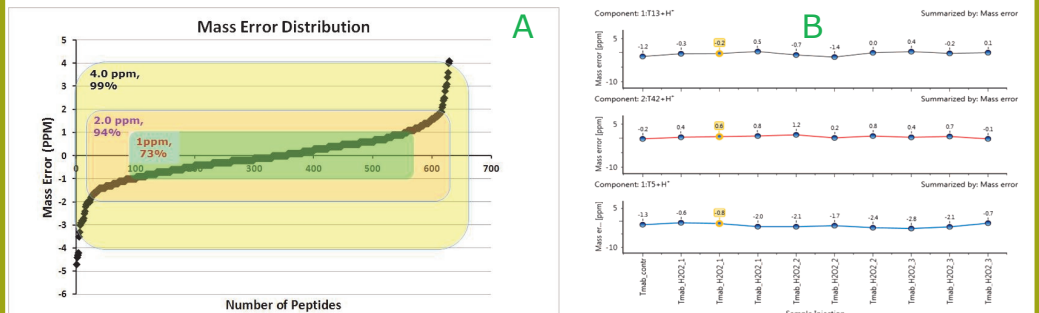 Mass Error Distribution
A
5
4
3
2
1
0
-1
-2
-3
-4
-5
-6
Mass Error (PPM)
4.0 ppm,
99%
2.0 ppm,
94%
1ppm,
73%
0
100
200
300
400
500
600
700
Number of Peptides
B
Component: 1:T13+H⁺
Summarized by: Mass error
Mass error [ppm]
5
-10
-1.2
-0.3
-0.2
0.5
-0.7
-1.4
0.0
0.4
-0.2
0.1
Component: 2:T42+H⁺
Summarized by: Mass error
Mass error [ppm]
5
-10
-0.2
0.4
0.6
0.8
1.2
0.2
0.8
0.4
0.7
-0.1
Component: 1:T5+H⁺
Summarized by: Mass error
Mass er... [ppm]
5
-10
-1.3
-0.6
-0.8
-2.0
-2.1
-1.7
-2.4
-2.8
-2.1
-0.7
Tmab_contr
Tmab_H2O2_1
Tmab_H2O2_1
Tmab_H2O2_1
Tmab_H2O2_2
Tmab_H2O2_2
Tmab_H2O2_2
Tmab_H2O2_3
Tmab_H2O2_3
Tmab_H2O2_3